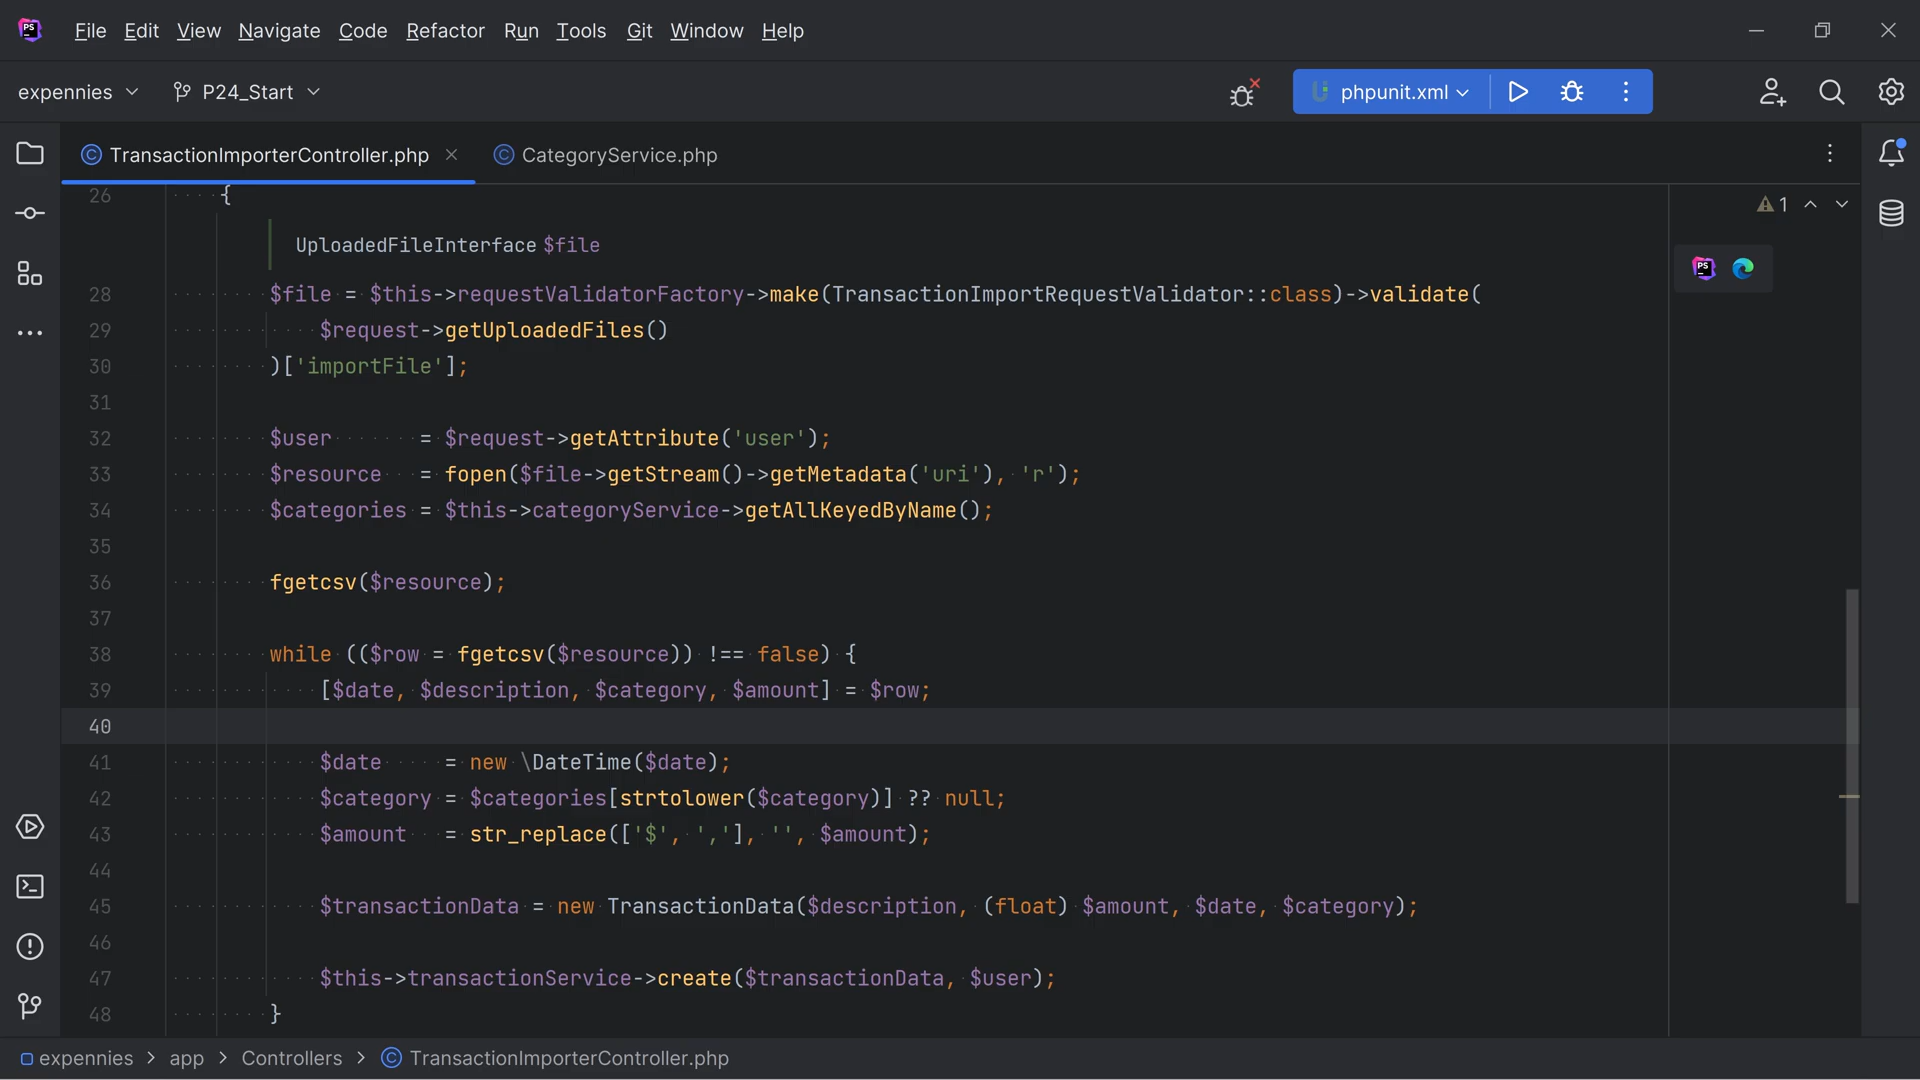 PS File Edit View Navigate Code Refactor Run Tools Git Window Help
expennies P24_Start phpunit.xml
TransactionImporterController.php CategoryService.php
26 {
1
UploadedFileInterface $file
PS
28 $file = $this->requestValidatorFactory->make(TransactionImportRequestValidator::class)->validate(
29 $request->getUploadedFiles()
30 )['importFile'];
31
32 $user = $request->getAttribute('user');
33 $resource = fopen($file->getStream()->getMetadata('uri'), 'r');
34 $categories = $this->categoryService->getAllKeyedByName();
35
36 fgetcsv($resource);
37
38 while (($row = fgetcsv($resource)) !== false) {
39 [$date, $description, $category, $amount] = $row;
40
41 $date = new \DateTime($date);
42 $category = $categories[strtolower($category)] ?? null;
43 $amount = str_replace(['$', ','], '', $amount);
44
45 $transactionData = new TransactionData($description, (float) $amount, $date, $category);
46
47 $this->transactionService->create($transactionData, $user);
48 }
expennies > app > Controllers > TransactionImporterController.php